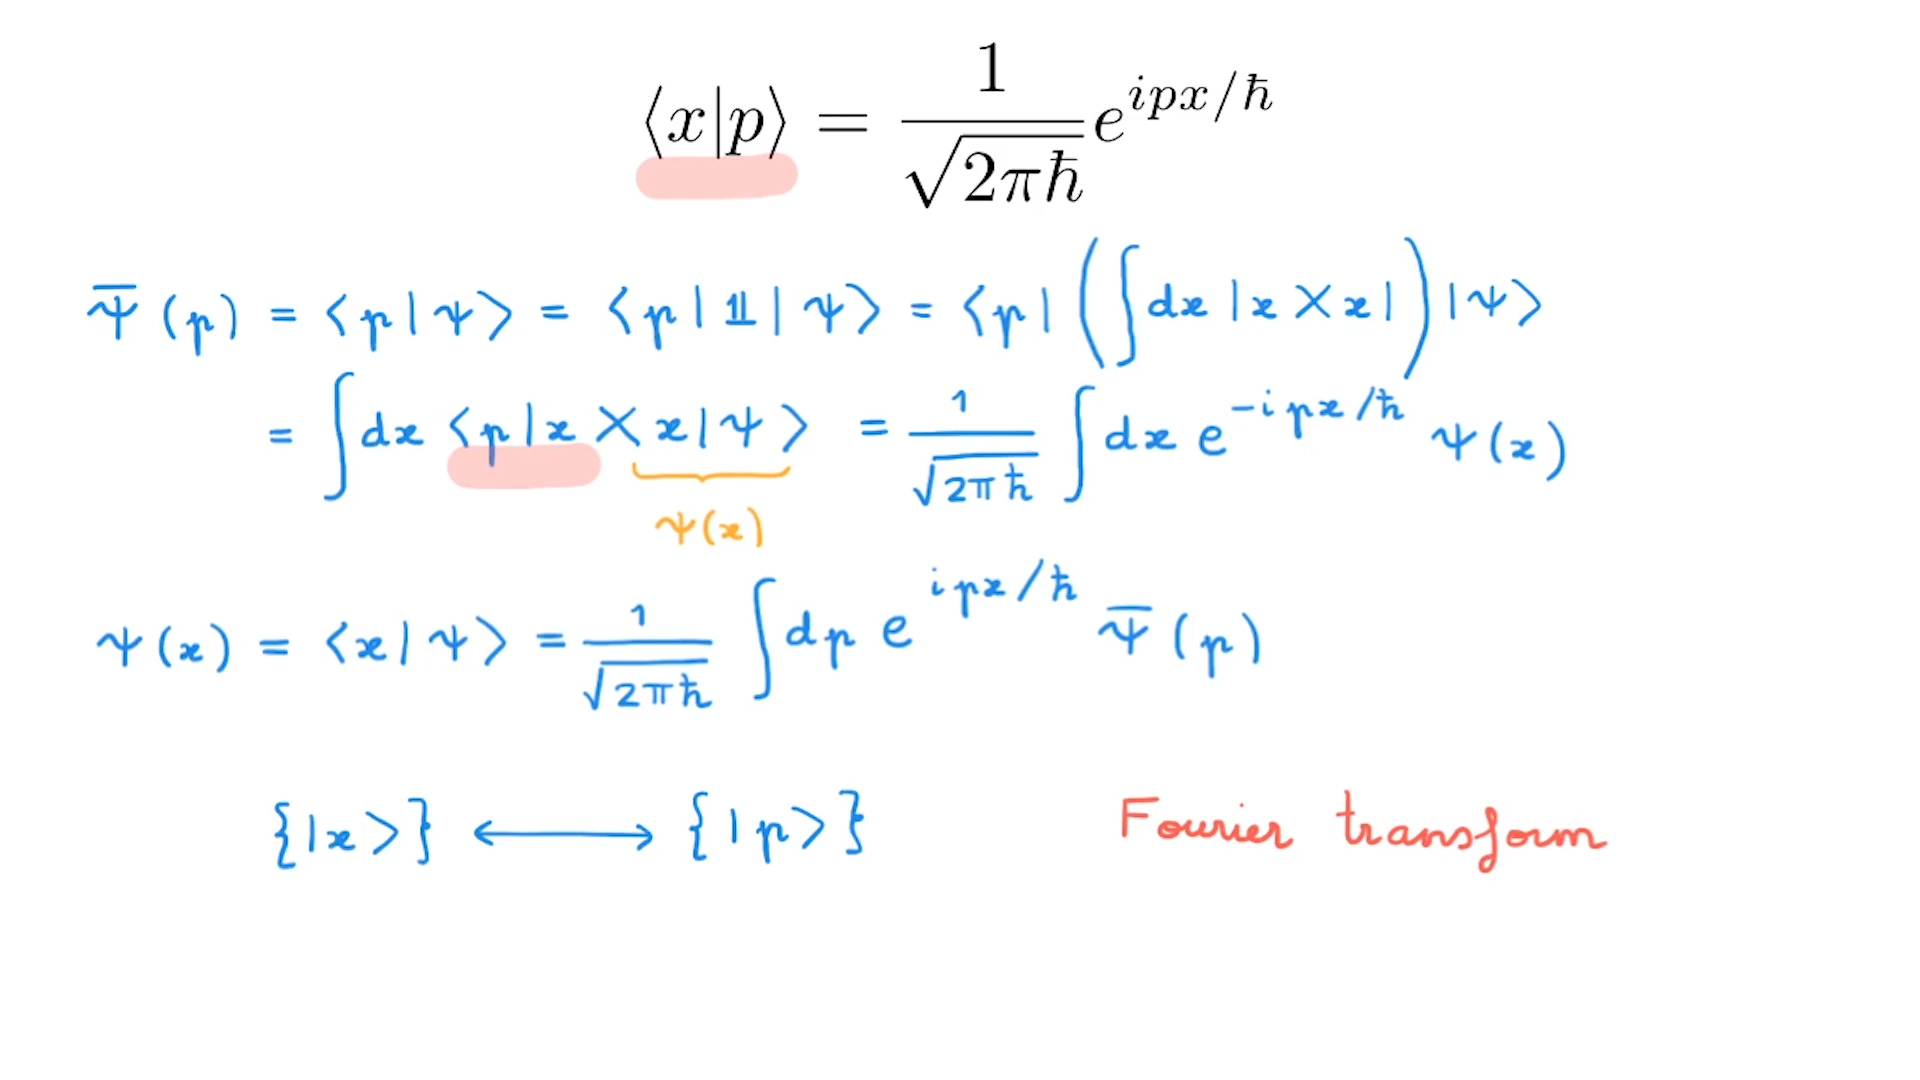 ⟨x|p⟩ = 1/√(2πħ) e^{ipx/ħ}
ψ̄(p) = ⟨p|ψ⟩ = ⟨p|𝟙|ψ⟩ = ⟨p|(∫dx |x⟩⟨x|)|ψ⟩
= ∫dx ⟨p|x⟩⟨x|ψ⟩ = 1/√(2πħ) ∫dx e^{-ipx/ħ} ψ(x)
ψ(x)
ψ(x) = ⟨x|ψ⟩ = 1/√(2πħ) ∫dp e^{ipx/ħ} ψ̄(p)
{|x⟩} ⟷ {|p⟩} Fourier transform